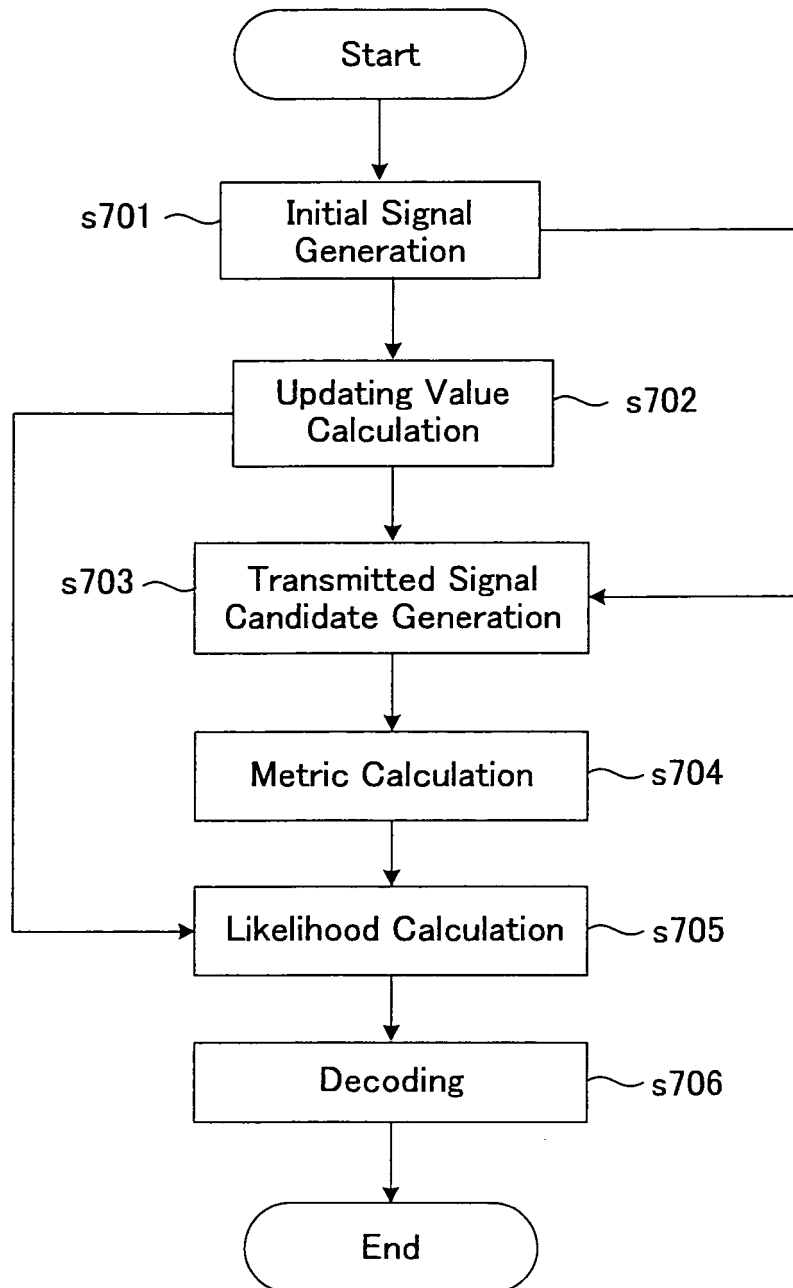 Start
s701
Initial Signal
Generation
Updating Value
Calculation
s702
s703
Transmitted Signal
Candidate Generation
Metric Calculation
s704
Likelihood Calculation
s705
Decoding
s706
End